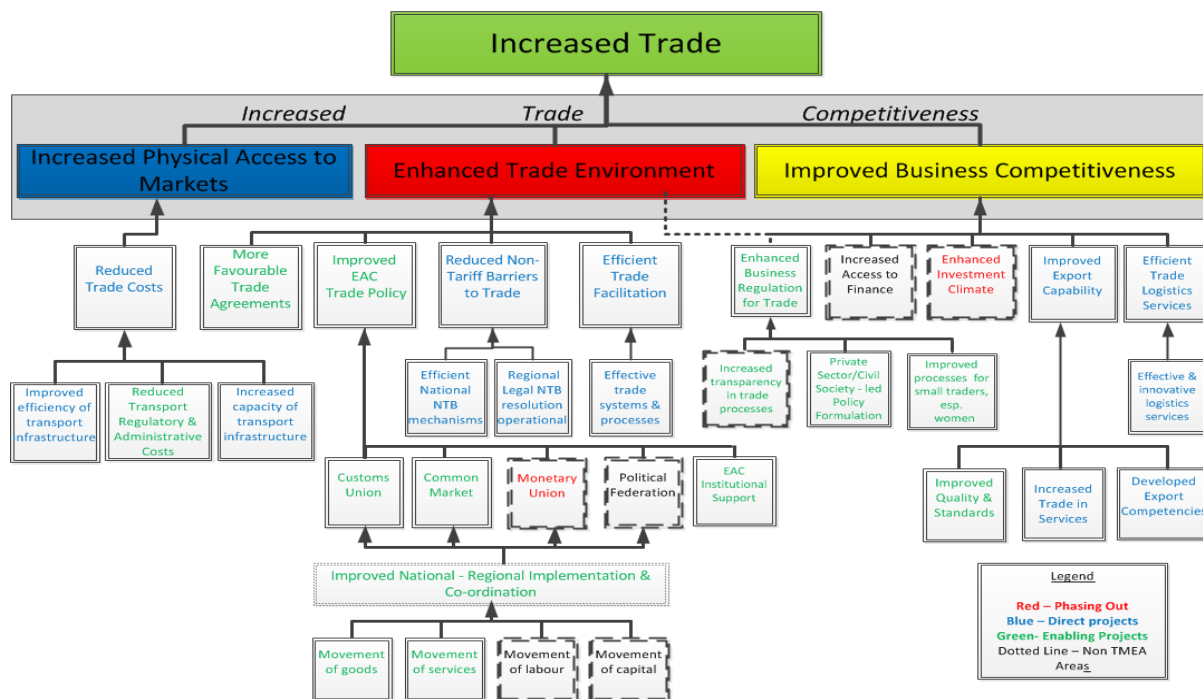 Increased Trade
Increased Trade Competitiveness
Increased Physical Access to
Markets
Enhanced Trade Environment
Improved Business Competitiveness
Reduced
Trade Costs
More
Favourable
Trade
Agreements
Improved
EAC
Trade Policy
Reduced Non-
Tariff Barriers
to Trade
Efficient
Trade
Facilitation
Enhanced
Business
Regulation
for Trade
Increased
Access to
Finance
Enhanced
Investment
Climate
Improved
Export
Capability
Efficient
Trade
Logistics
Services
Improved
efficiency of
transport
nfrastructure
Reduced
Transport
Regulatory &
Administrative
Costs
Increased
capacity of
transport
infrastructure
Efficient
National
NTB
mechanisms
Regional
Legal NTB
resolution
operational
Effective
trade
systems &
processes
Increased
transparency
in trade
processes
Private
Sector/Civil
Society - led
Policy
Formulation
Improved
processes for
small traders,
esp.
women
Effective &
innovative
logistics
services
Customs
Union
Common
Market
Monetary
Union
Political
Federation
EAC
Institutional
Support
Improved
Quality &
Standards
Increased
Trade in
Services
Developed
Export
Competencies
Improved National - Regional Implementation &
Co-ordination
Movement
of goods
Movement
of services
Movement
of labour
Movement
of capital
Legend
Red – Phasing Out
Blue – Direct projects
Green- Enabling Projects
Dotted Line – Non TMEA
Areas